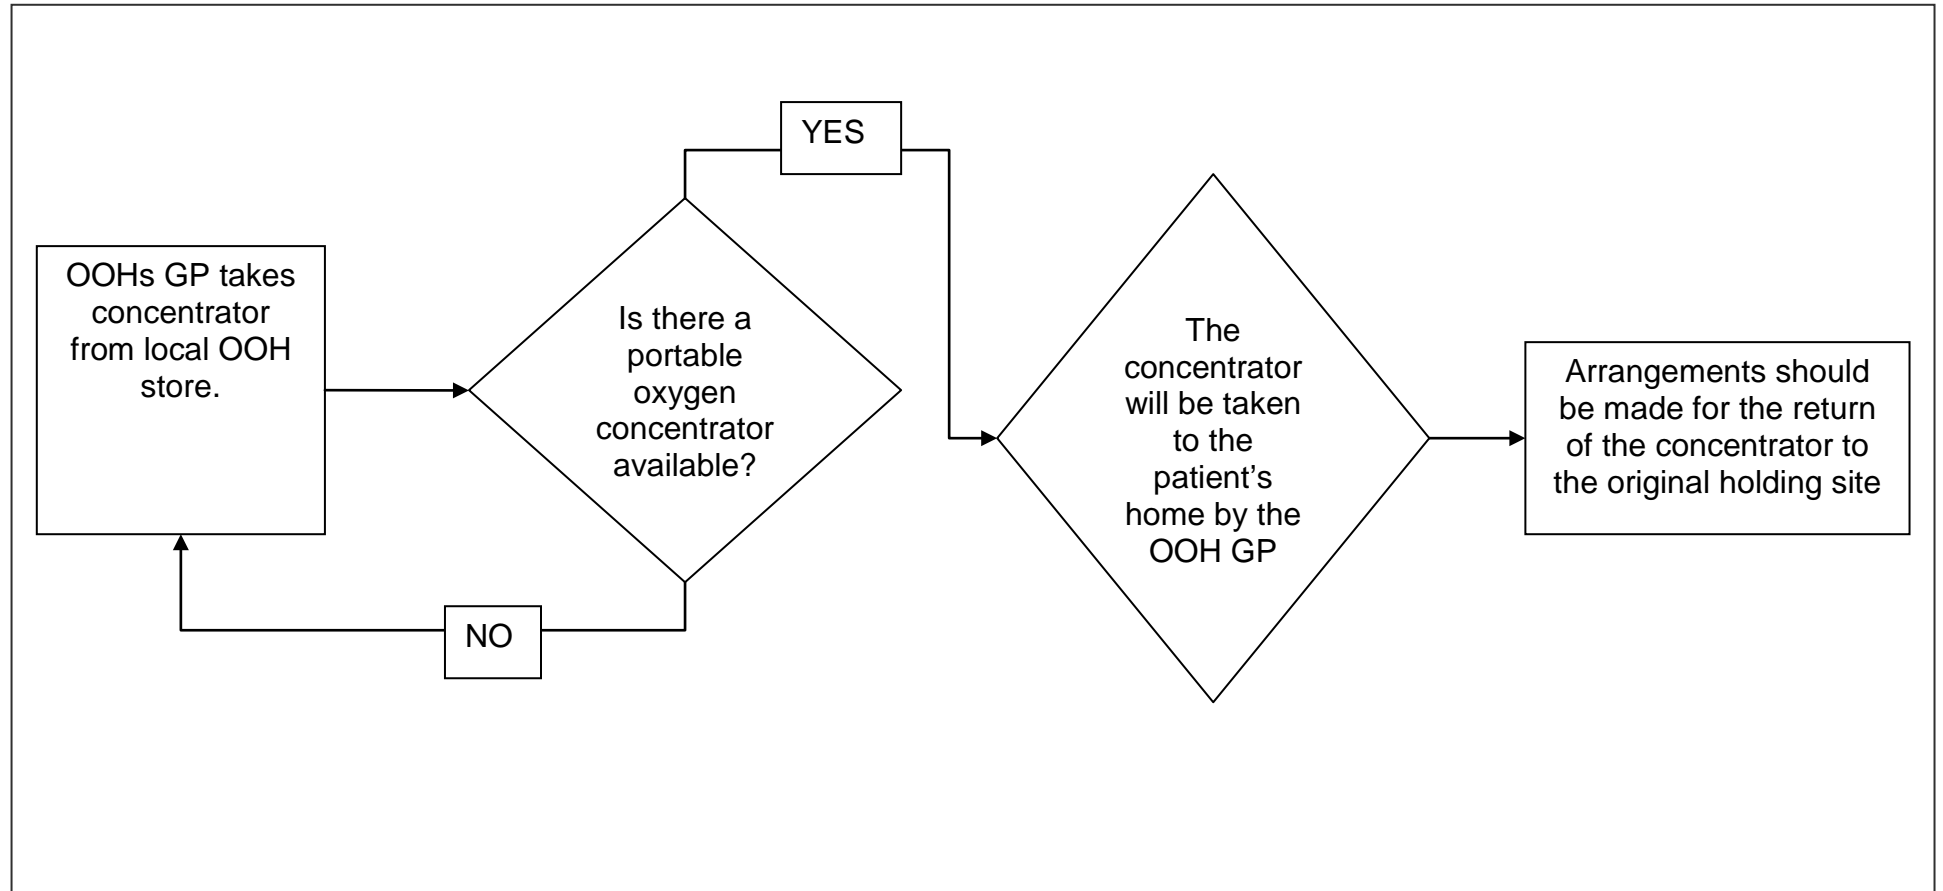 OOHs GP takes
concentrator
from local OOH
store.
Is there a
portable
oxygen
concentrator
available?
YES
NO
The
concentrator
will be taken
to the
patient’s
home by the
OOH GP
Arrangements should
be made for the return
of the concentrator to
the original holding site